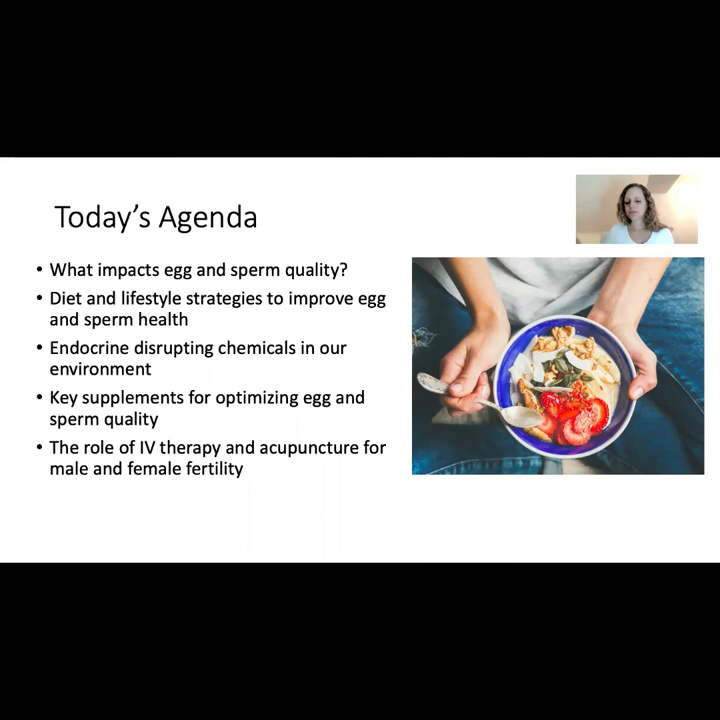 Today's Agenda
• What impacts egg and sperm quality?
• Diet and lifestyle strategies to improve egg
and sperm health
• Endocrine disrupting chemicals in our
environment
• Key supplements for optimizing egg and
sperm quality
• The role of IV therapy and acupuncture for
male and female fertility